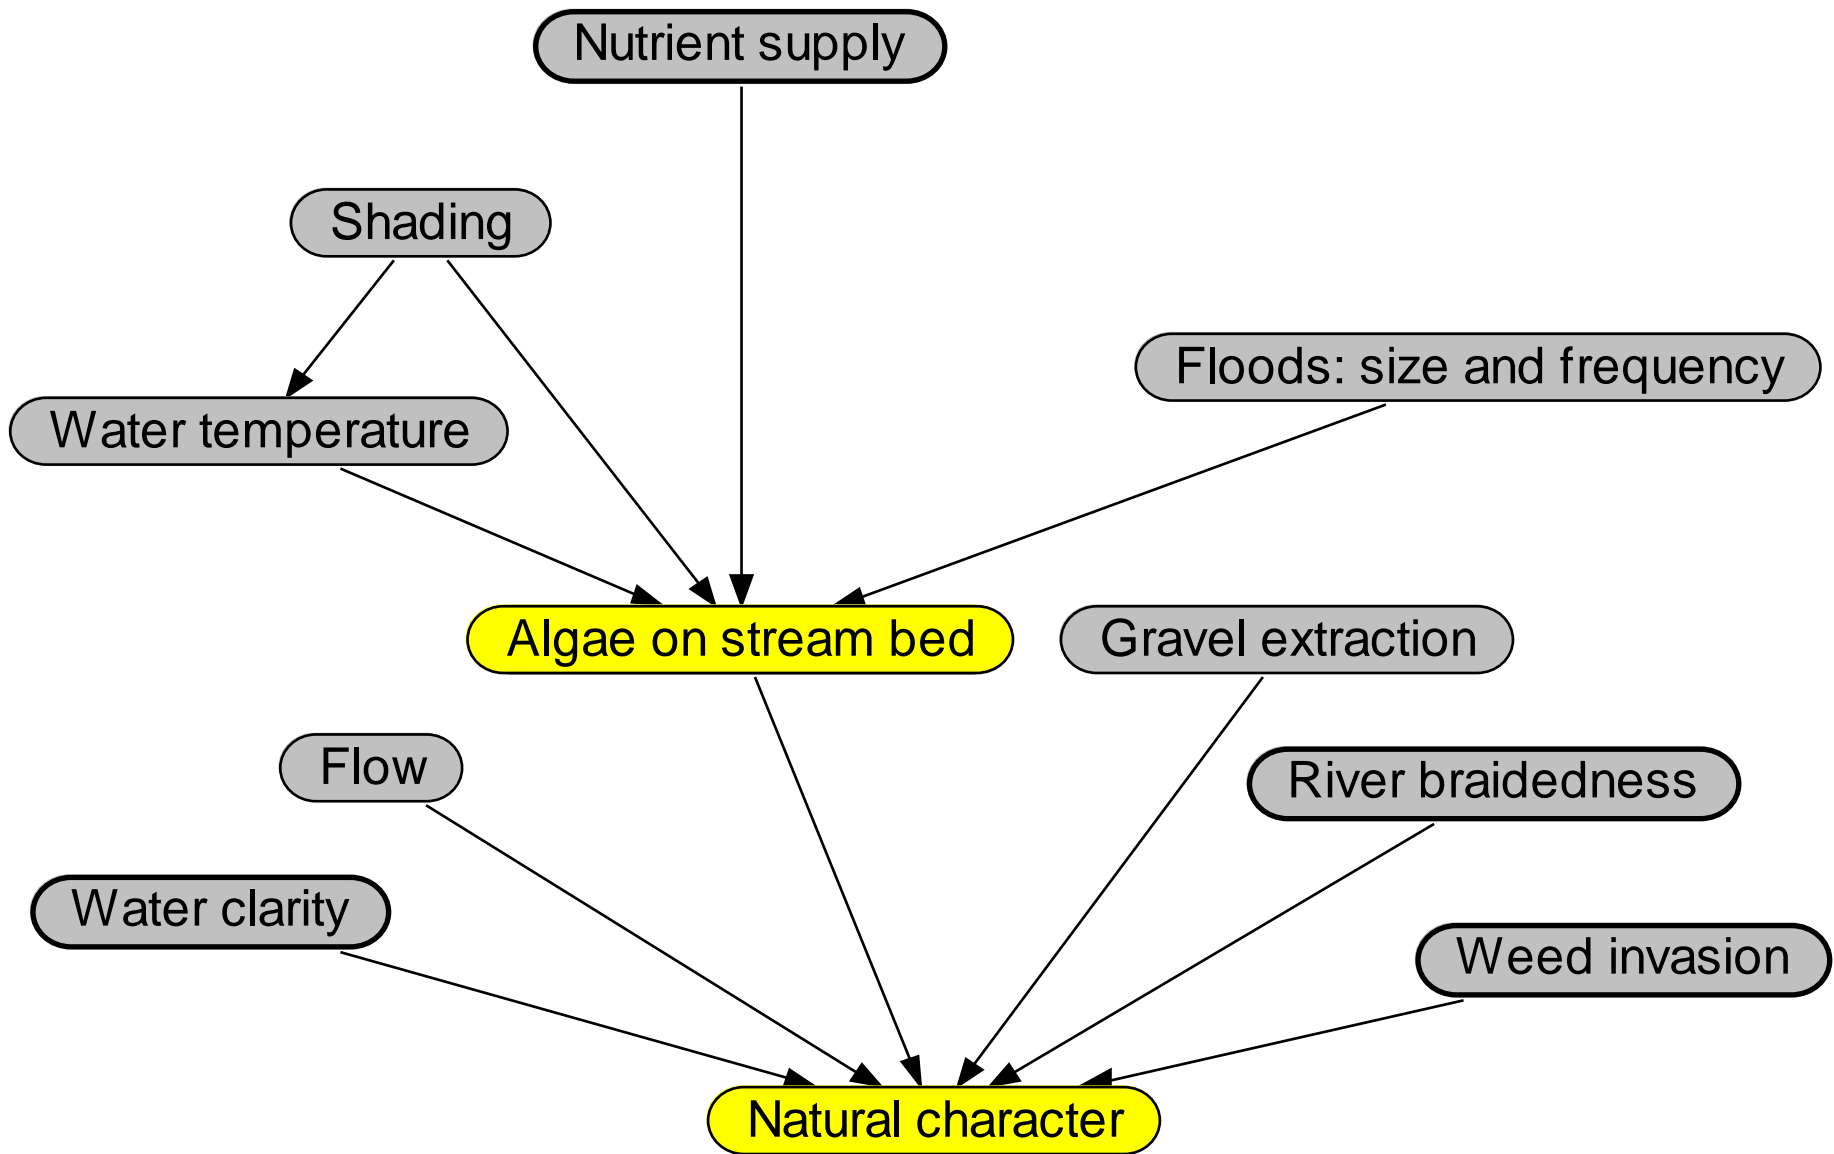 Nutrient supply
Shading
Floods: size and frequency
Water temperature
Algae on stream bed
Gravel extraction
Flow
River braidedness
Water clarity
Weed invasion
Natural character